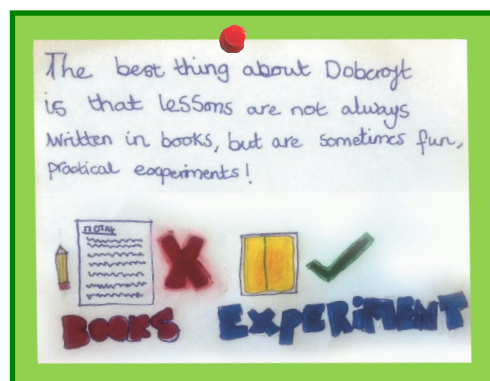 The best thing about Dobcroft
is that lessons are not always
written in books, but are sometimes fun,
practical experiments!
BOOKS
EXPERIMENT